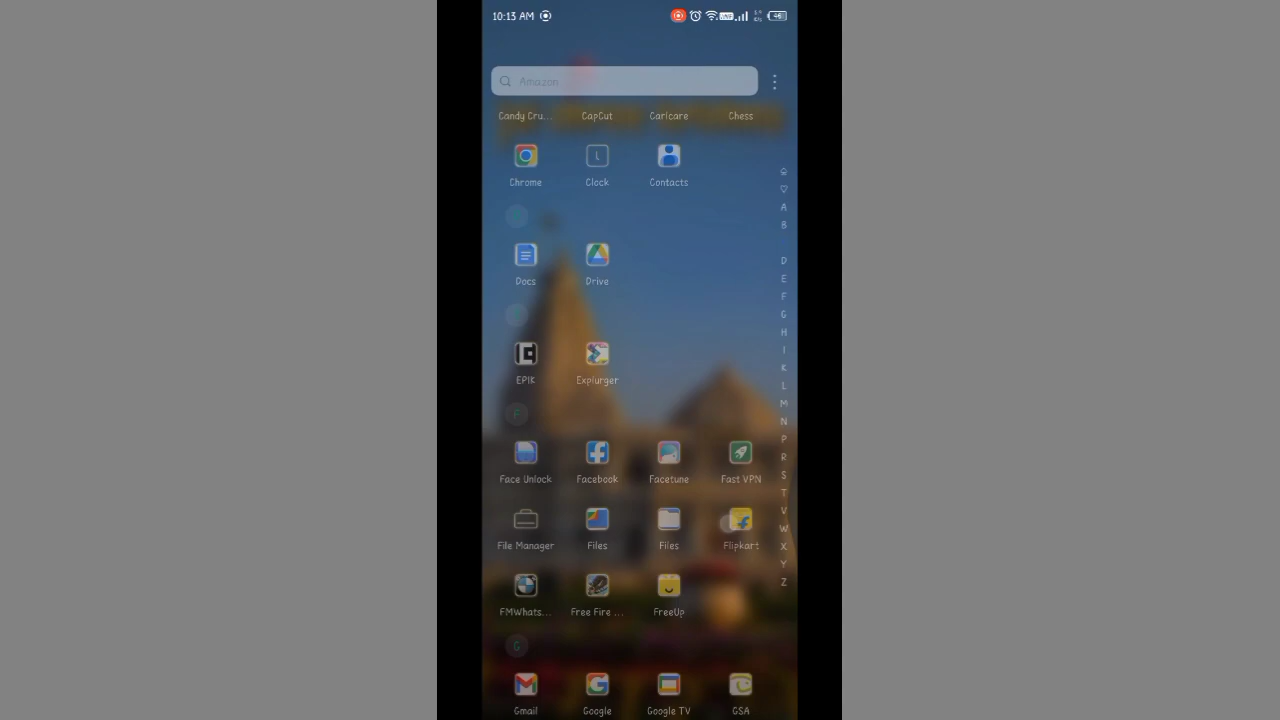 10:13 AM
46
Amazon
Candy Cru... CapCut Caricare Chess
Chrome Clock Contacts
Docs Drive
EPIK Explurger
F
Face Unlock Facebook Facetune Fast VPN
File Manager Files Files Flipkart
FMWhats... Free Fire ... FreeUp
G
Gmail Google Google TV GSA
A
B
D
E
F
G
H
I
K
L
M
N
P
R
S
T
V
W
X
Y
Z